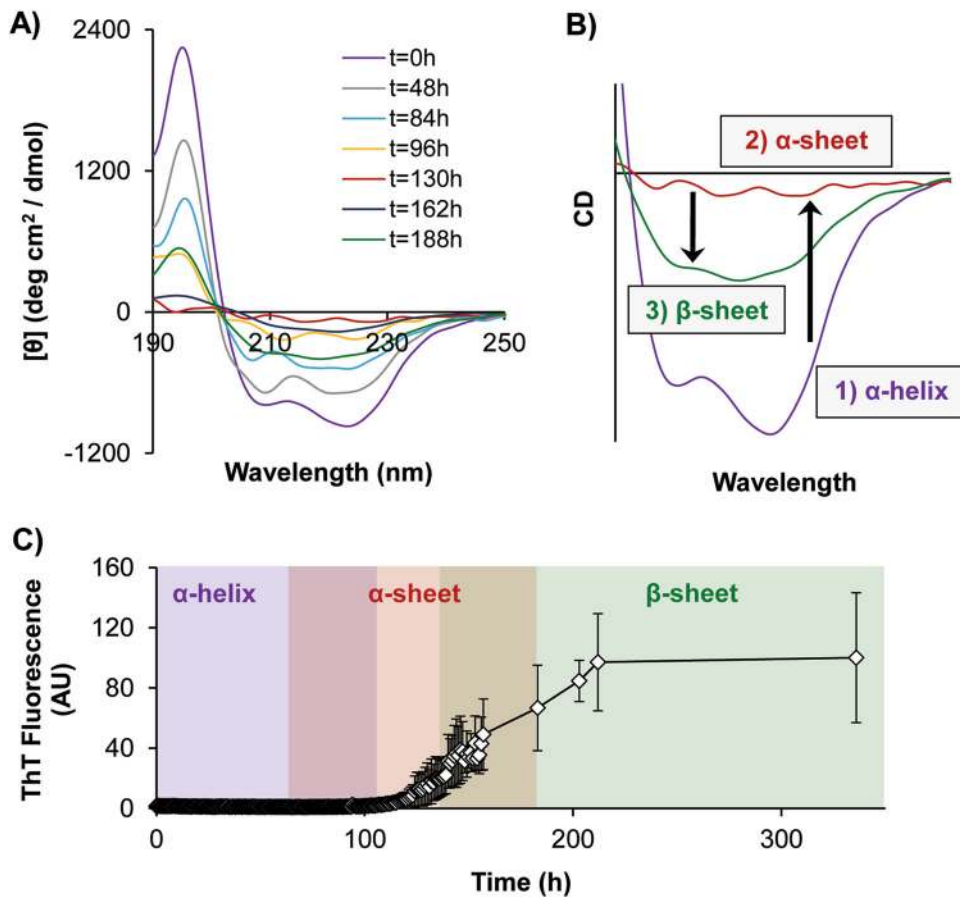 A)
2400
1200
0
-1200
[θ] (deg cm² / dmol)
190
210
230
250
Wavelength (nm)
t=0h
t=48h
t=84h
t=96h
t=130h
t=162h
t=188h
B)
CD
2) α-sheet
3) β-sheet
1) α-helix
Wavelength
C)
160
120
80
40
0
ThT Fluorescence
(AU)
α-helix
α-sheet
β-sheet
0
100
200
300
Time (h)